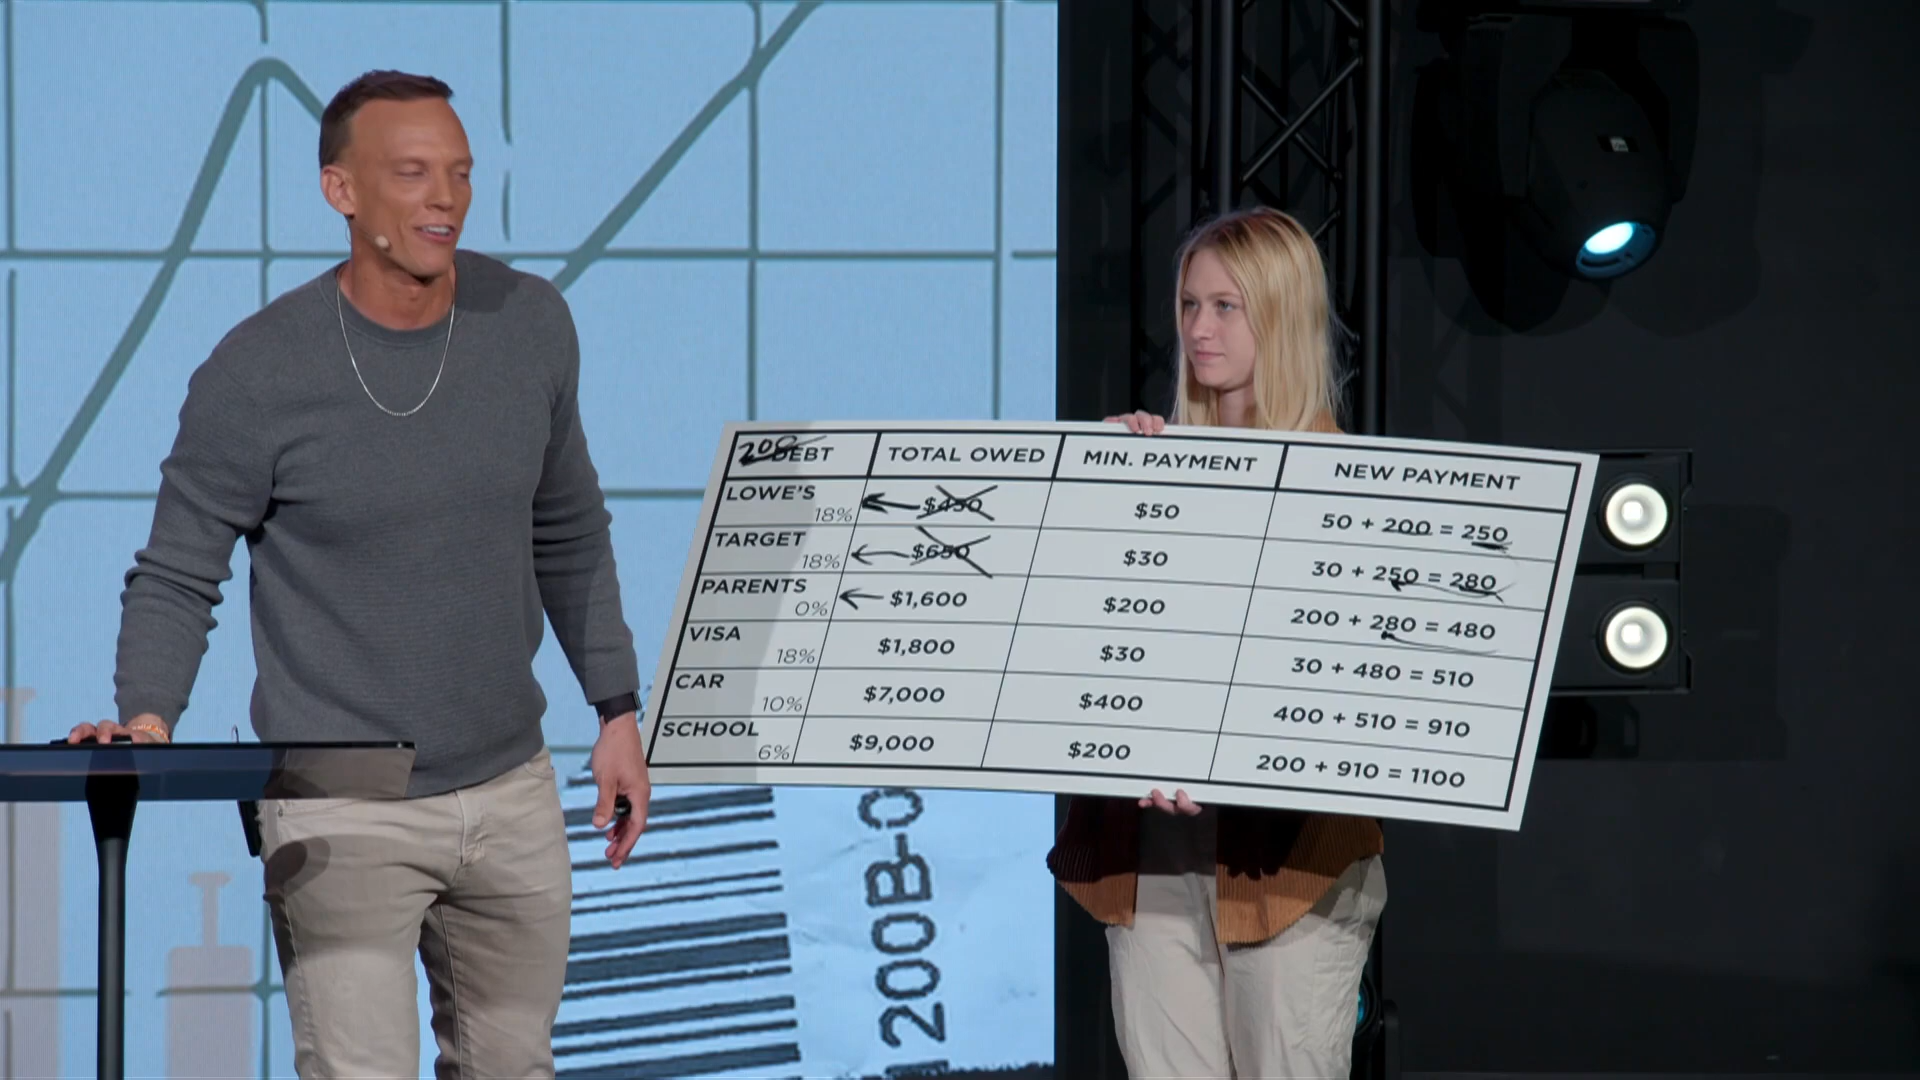 200 DEBT TOTAL OWED MIN. PAYMENT NEW PAYMENT
LOWE'S 18% $450 $50 50 + 200 = 250
TARGET 18% $650 $30 30 + 250 = 280
PARENTS 0% $1,600 $200 200 + 280 = 480
VISA 18% $1,800 $30 30 + 480 = 510
CAR 10% $7,000 $400 400 + 510 = 910
SCHOOL 6% $9,000 $200 200 + 910 = 1100
200B-0